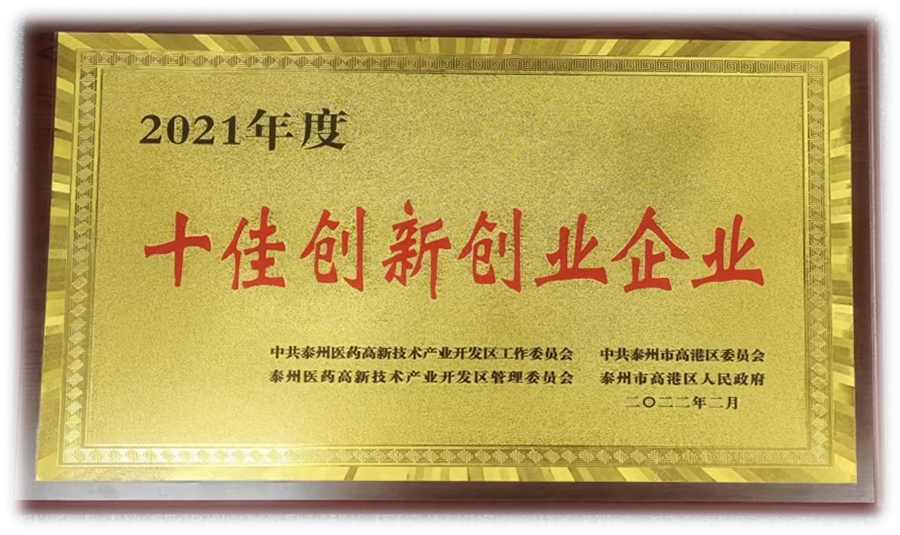 2021年度
十佳创新创业企业
中共泰州医药高新技术产业开发区工作委员会 中共泰州市高港区委员会
泰州医药高新技术产业开发区管理委员会 泰州市高港区人民政府
二〇二二年二月